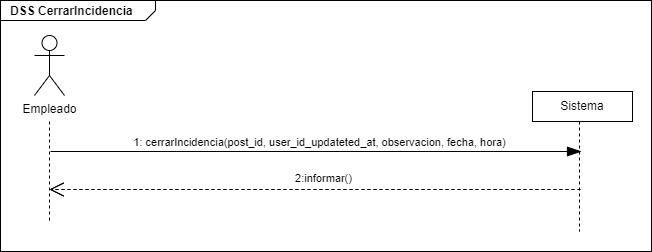 DSS CerrarIncidencia
Empleado
Sistema
1: cerrarIncidencia(post_id, user_id_updateted_at, observacion, fecha, hora)
2:informar()